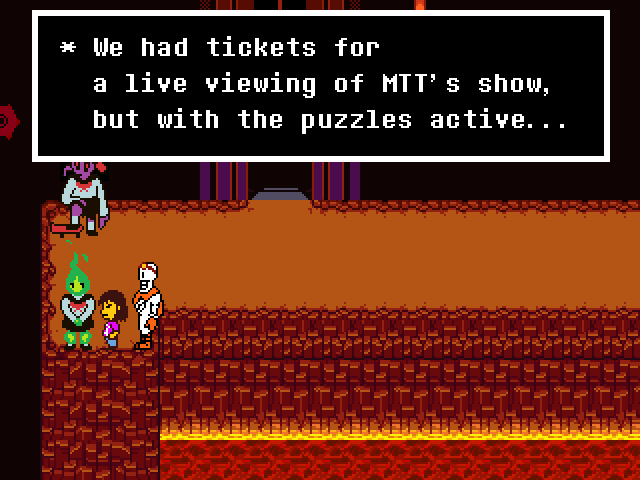 * We had tickets for
a live viewing of MTT's show,
but with the puzzles active...